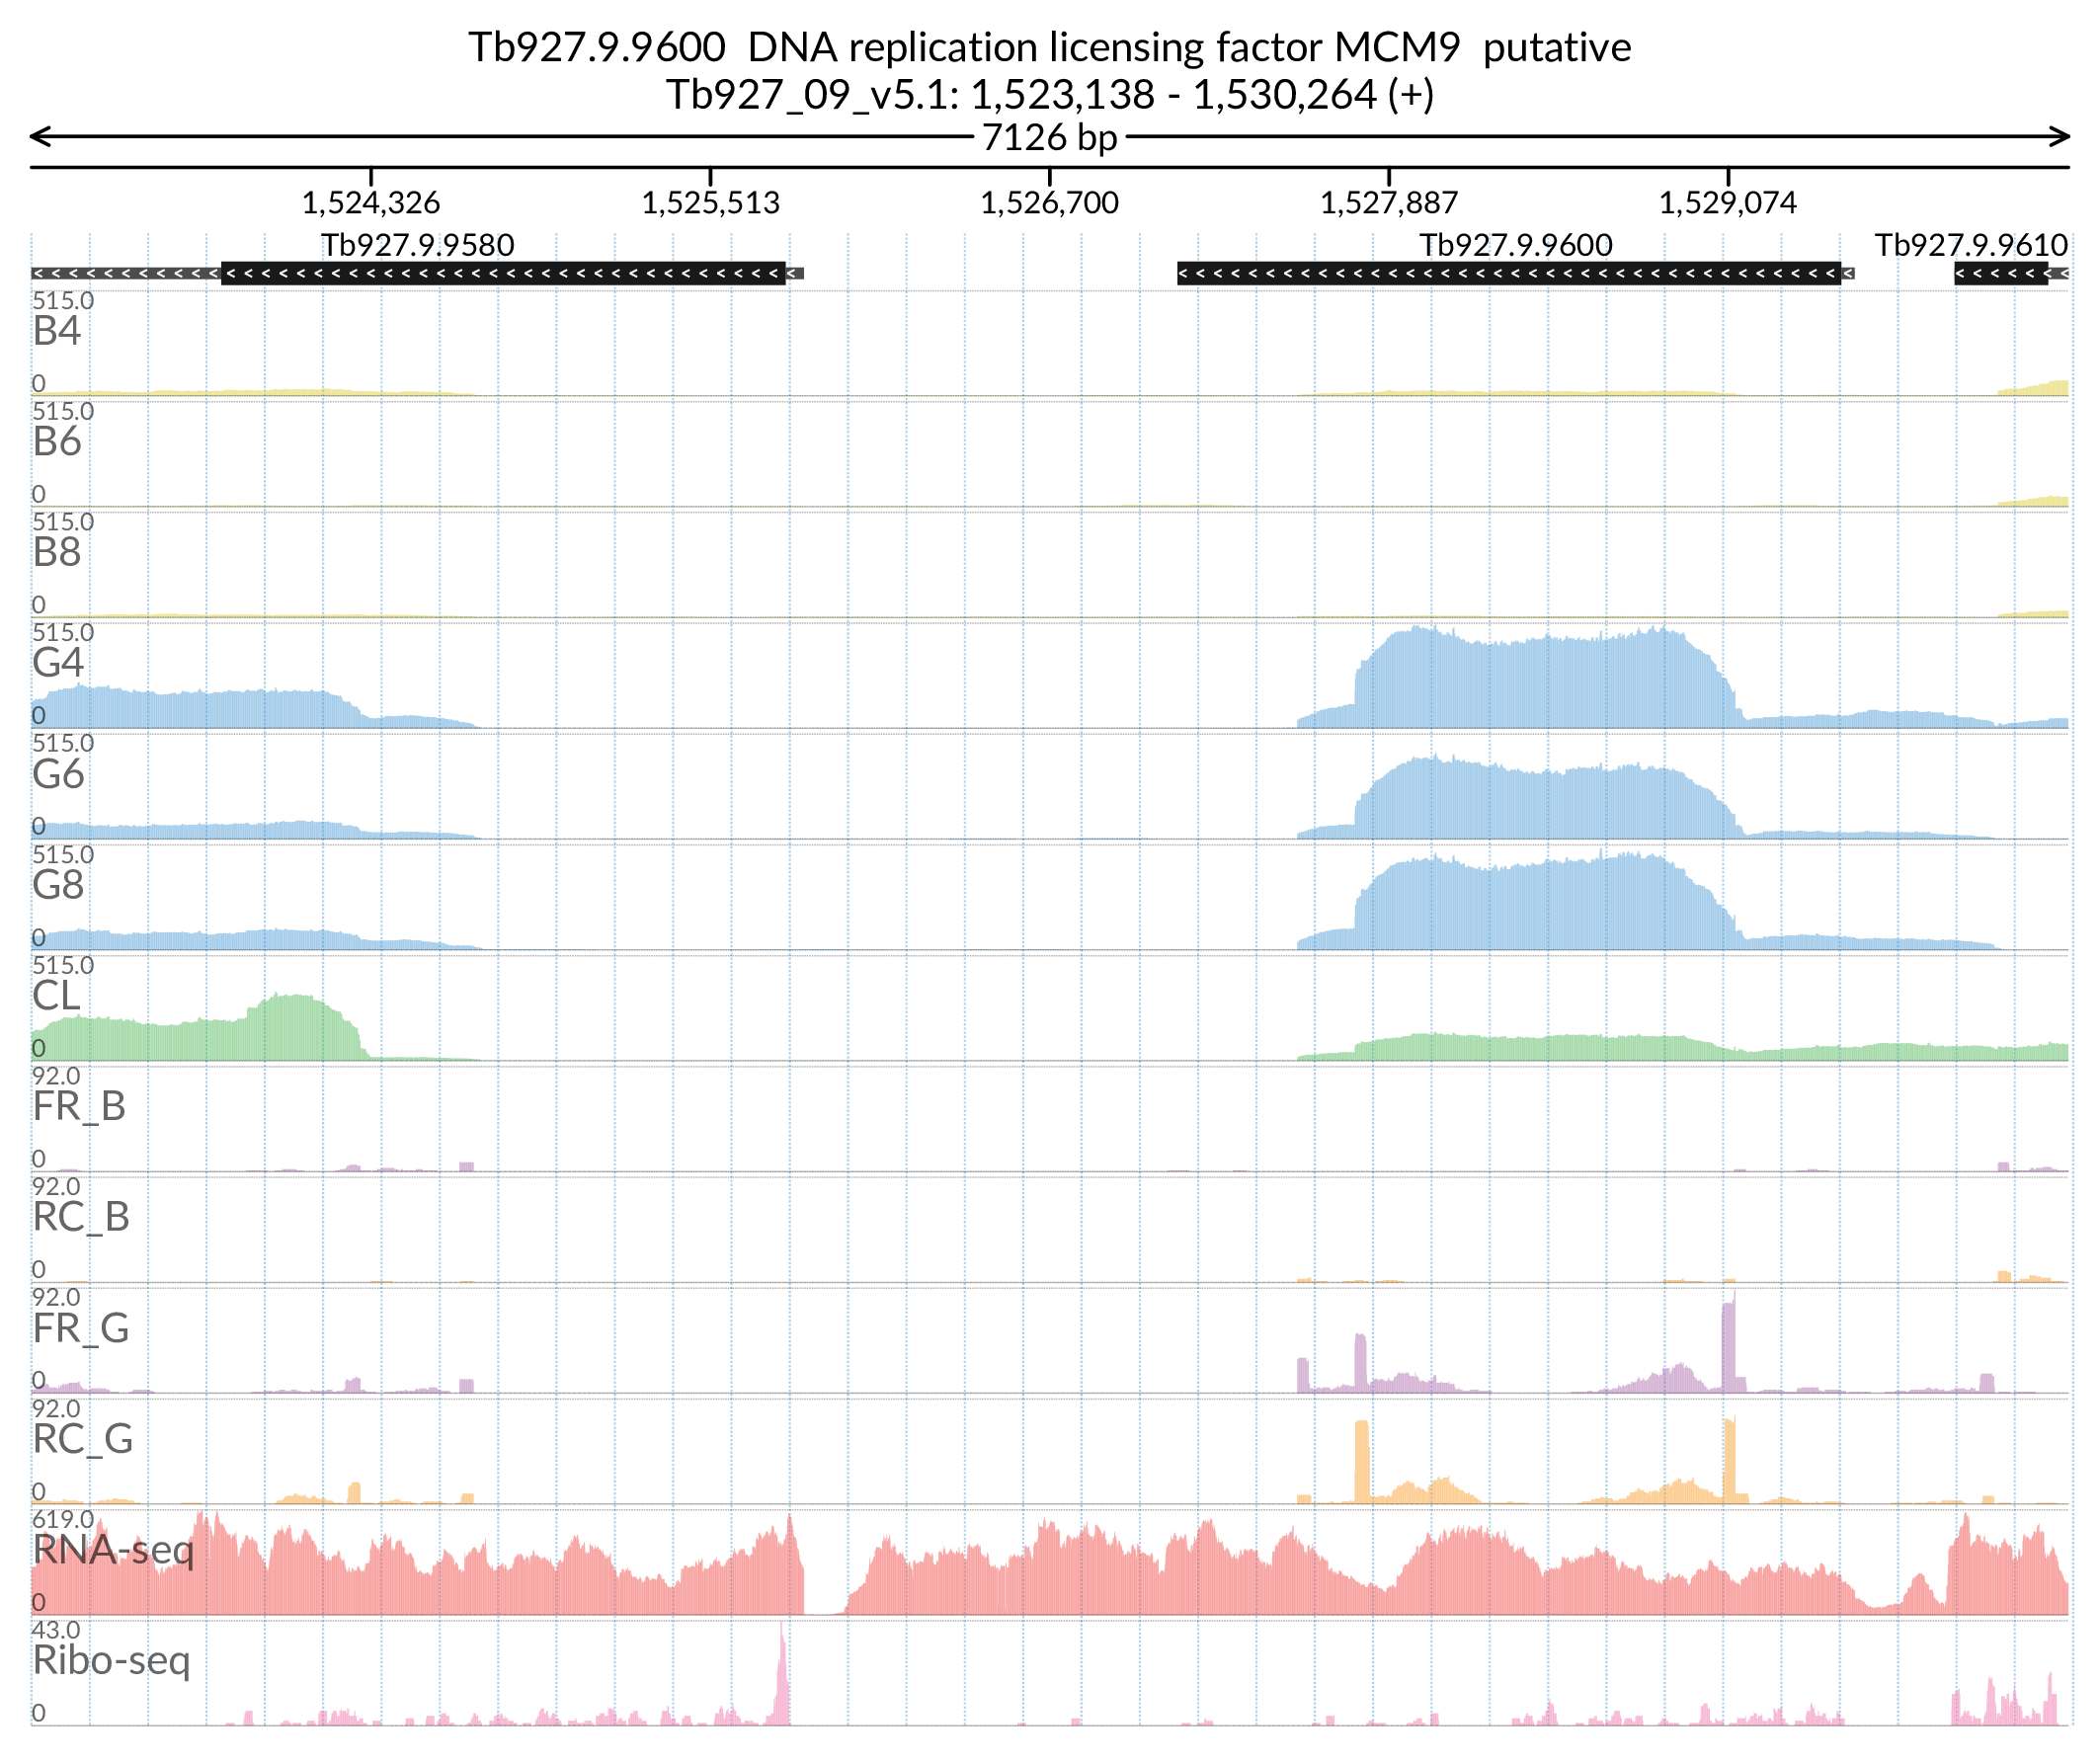 Tb927.9.9600 DNA replication licensing factor MCM9 putative
Tb927_09_v5.1: 1,523,138 - 1,530,264 (+)
7126 bp
1,524,326 1,525,513 1,526,700 1,527,887 1,529,074
Tb927.9.9580 Tb927.9.9600 Tb927.9.9610
515.0
B4
0
515.0
B6
0
515.0
B8
0
515.0
G4
0
515.0
G6
0
515.0
G8
0
515.0
CL
0
92.0
FR_B
0
92.0
RC_B
0
92.0
FR_G
0
92.0
RC_G
0
619.0
RNA-seq
0
43.0
Ribo-seq
0